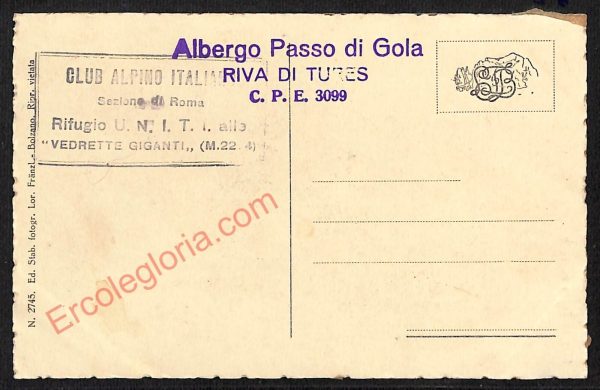 Albergo Passo di Gola
RIVA DI TURES
C. P. E. 3099
CLUB ALPINO ITALIA
Sezione di Roma
Rifugio U. N. I. T. I. alle
"VEDRETTE GIGANTI„ (M.22 4)
N. 2745. Ed. Stab. fotogr. Lor. Fränzl - Bolzano. Ripr. vietata
Ercolegloria.com